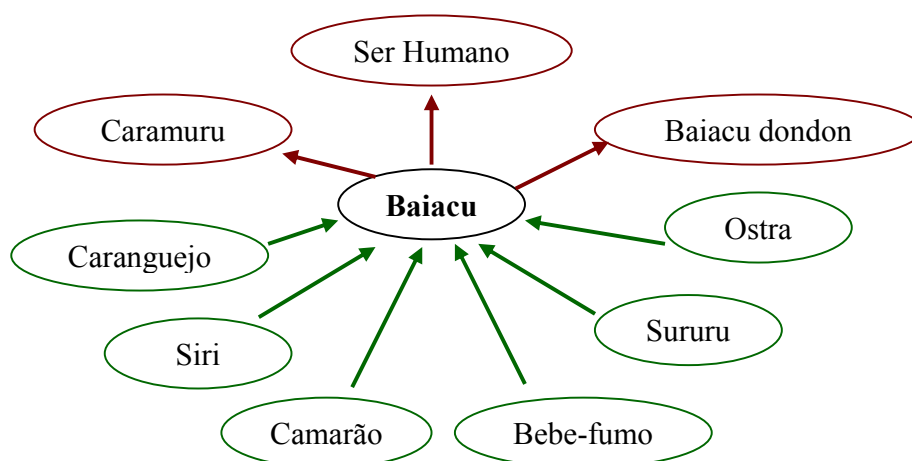 Ser Humano
Caramuru
Baiacu dondon
Baiacu
Ostra
Caranguejo
Sururu
Siri
Camarão
Bebe-fumo